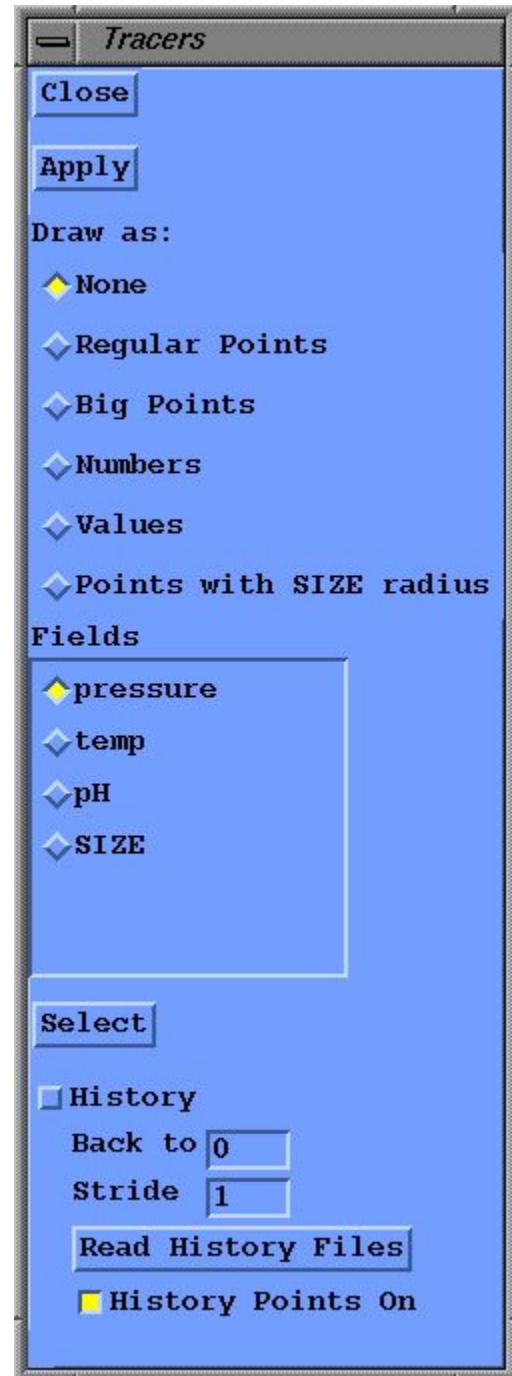 Tracers
Close
Apply
Draw as:
None
Regular Points
Big Points
Numbers
Values
Points with SIZE radius
Fields
pressure
temp
pH
SIZE
Select
History
Back to 0
Stride 1
Read History Files
History Points On